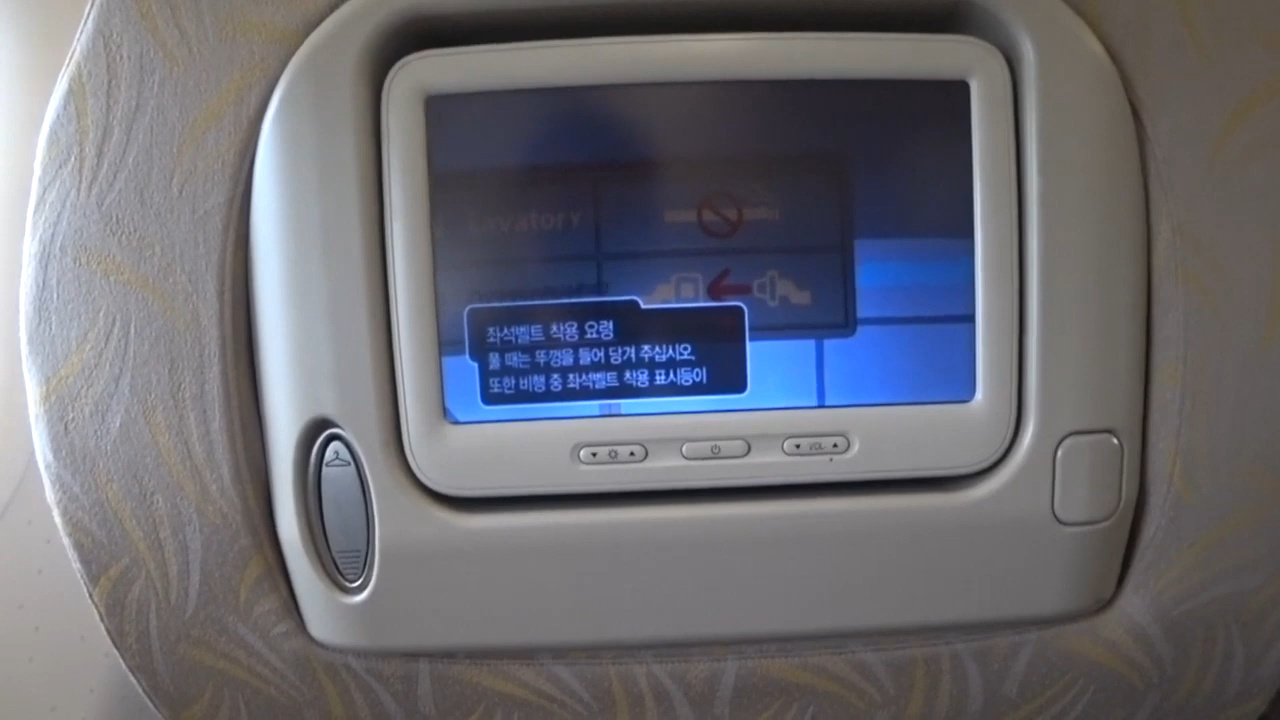 Lavatory
좌석벨트 착용 요령
풀 때는 뚜껑을 들어 당겨 주십시오.
또한 비행 중 좌석벨트 착용 표시등이
VOL